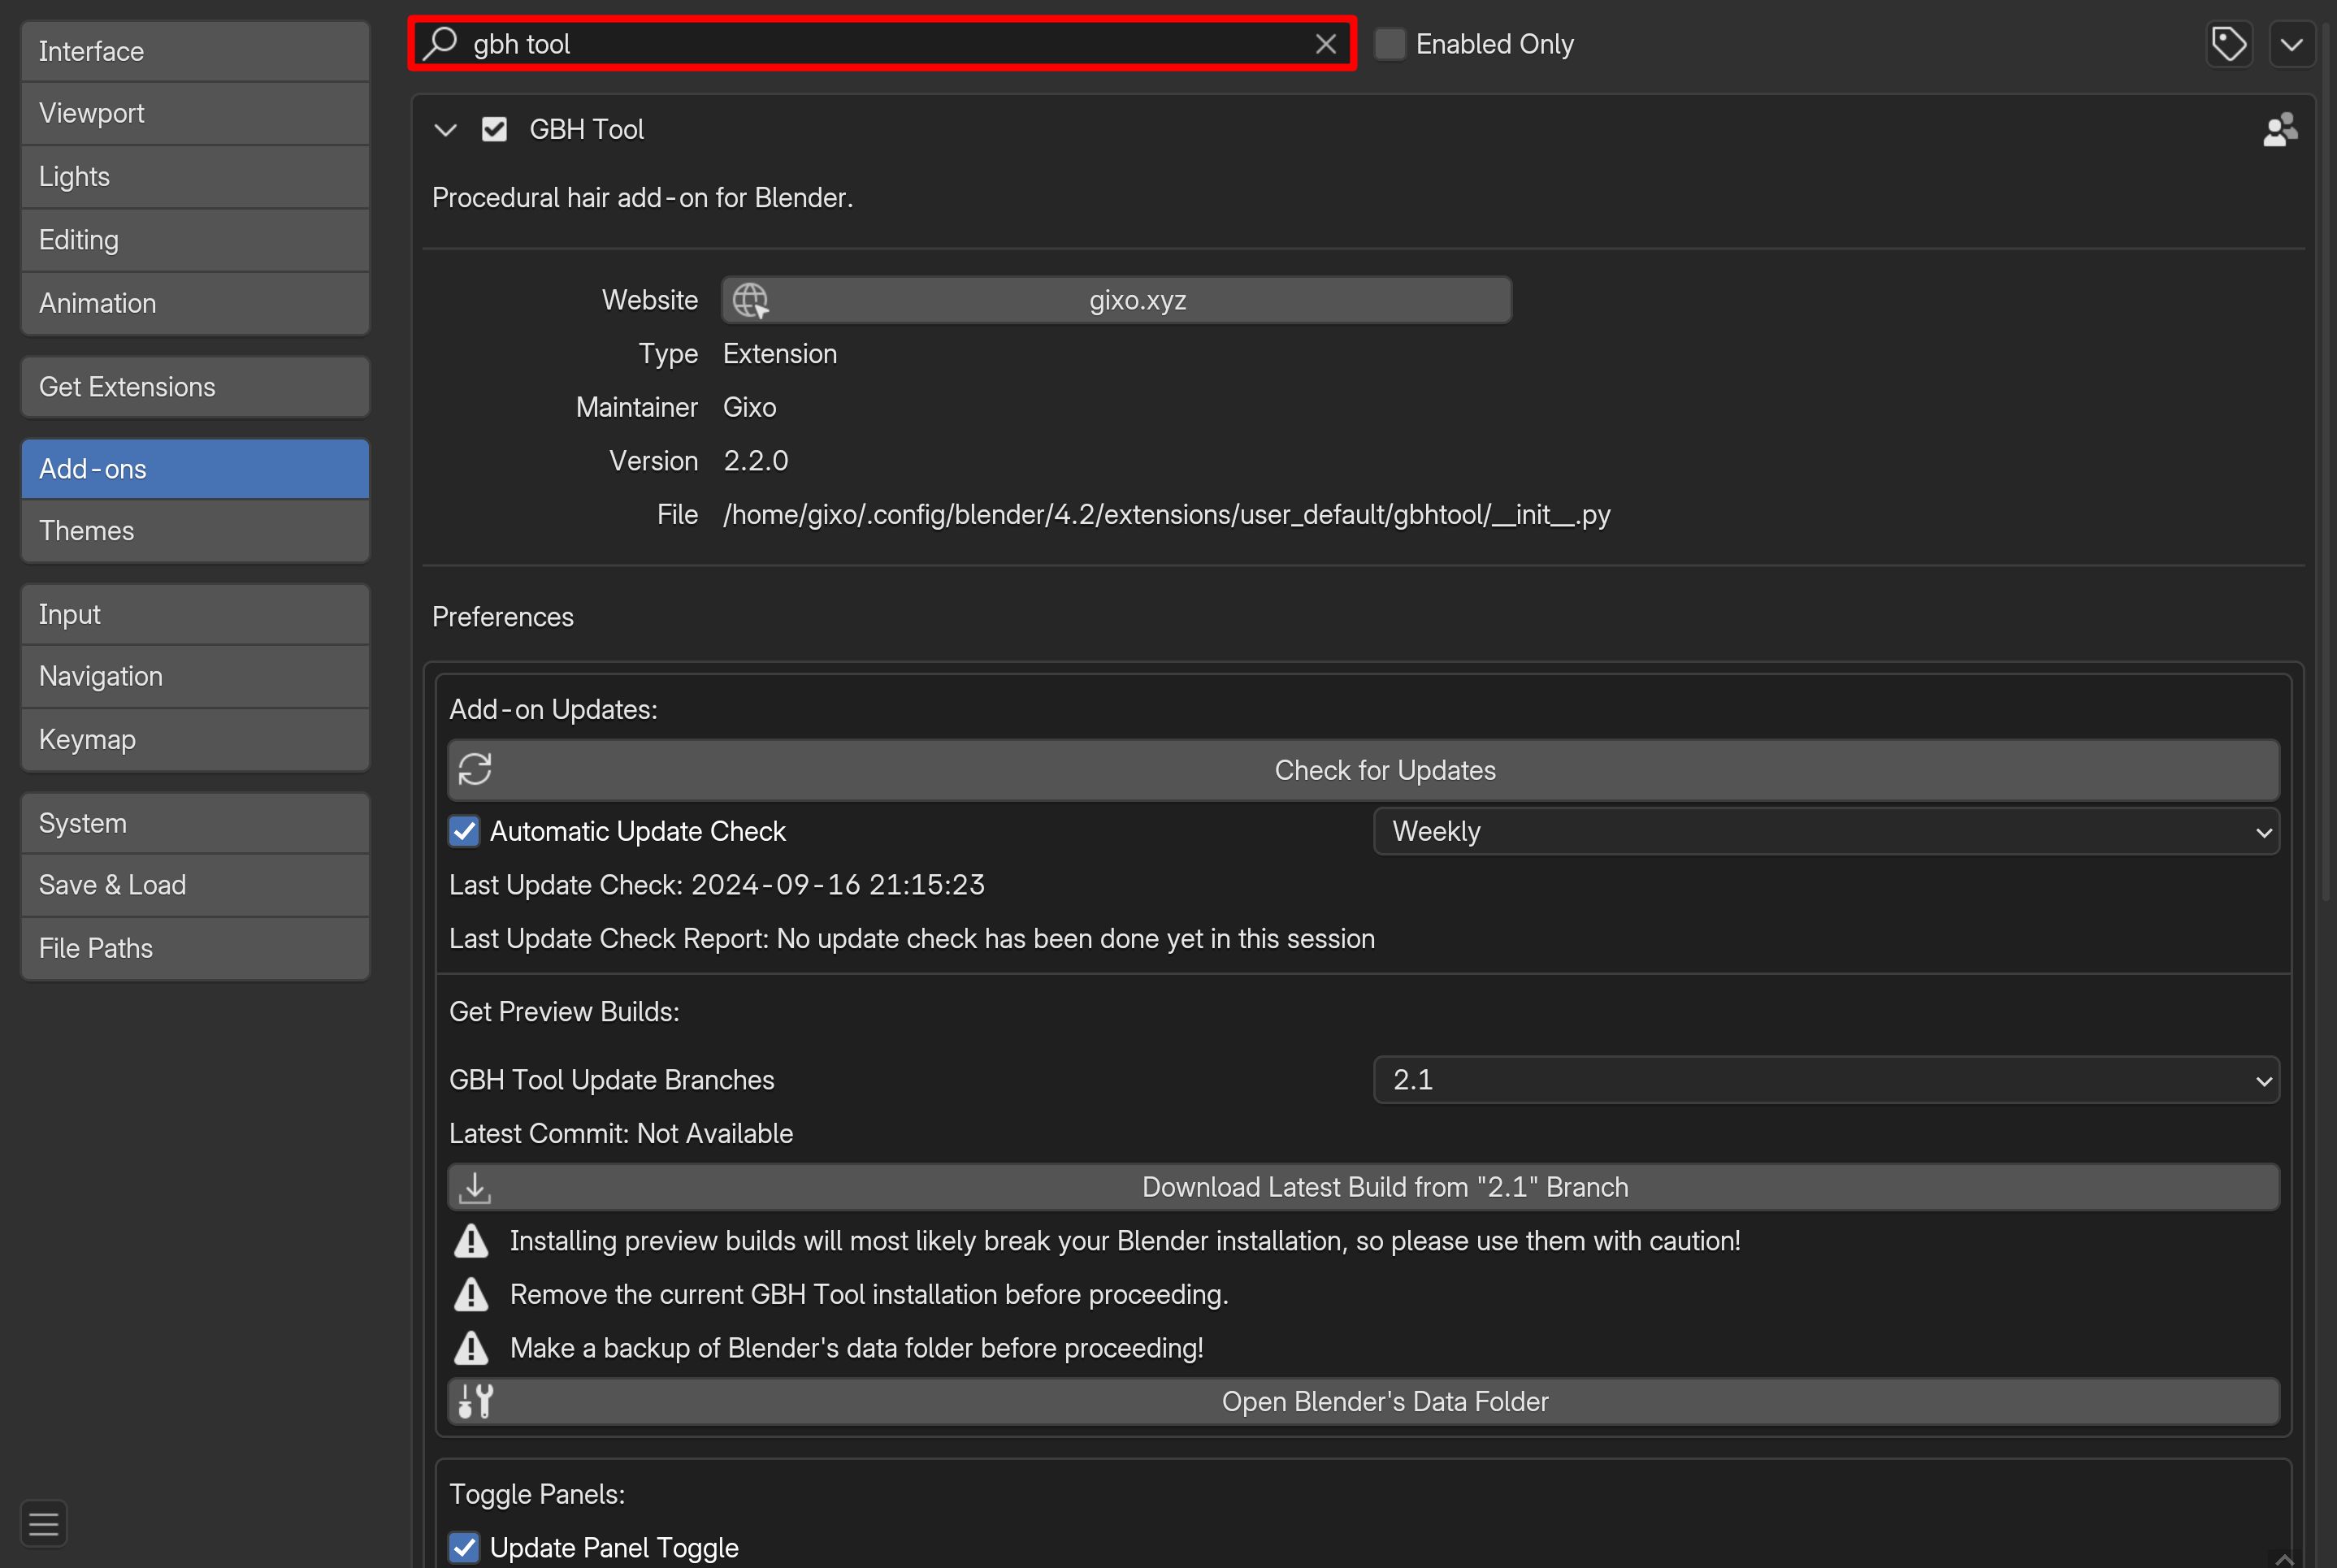 Interface
Viewport
Lights
Editing
Animation
Get Extensions
Add-ons
Themes
Input
Navigation
Keymap
System
Save & Load
File Paths
gbh tool
Enabled Only
GBH Tool
Procedural hair add-on for Blender.
Website gixo.xyz
Type Extension
Maintainer Gixo
Version 2.2.0
File /home/gixo/.config/blender/4.2/extensions/user_default/gbhtool/__init__.py
Preferences
Add-on Updates:
Check for Updates
Automatic Update Check Weekly
Last Update Check: 2024-09-16 21:15:23
Last Update Check Report: No update check has been done yet in this session
Get Preview Builds:
GBH Tool Update Branches 2.1
Latest Commit: Not Available
Download Latest Build from "2.1" Branch
Installing preview builds will most likely break your Blender installation, so please use them with caution!
Remove the current GBH Tool installation before proceeding.
Make a backup of Blender's data folder before proceeding!
Open Blender's Data Folder
Toggle Panels:
Update Panel Toggle